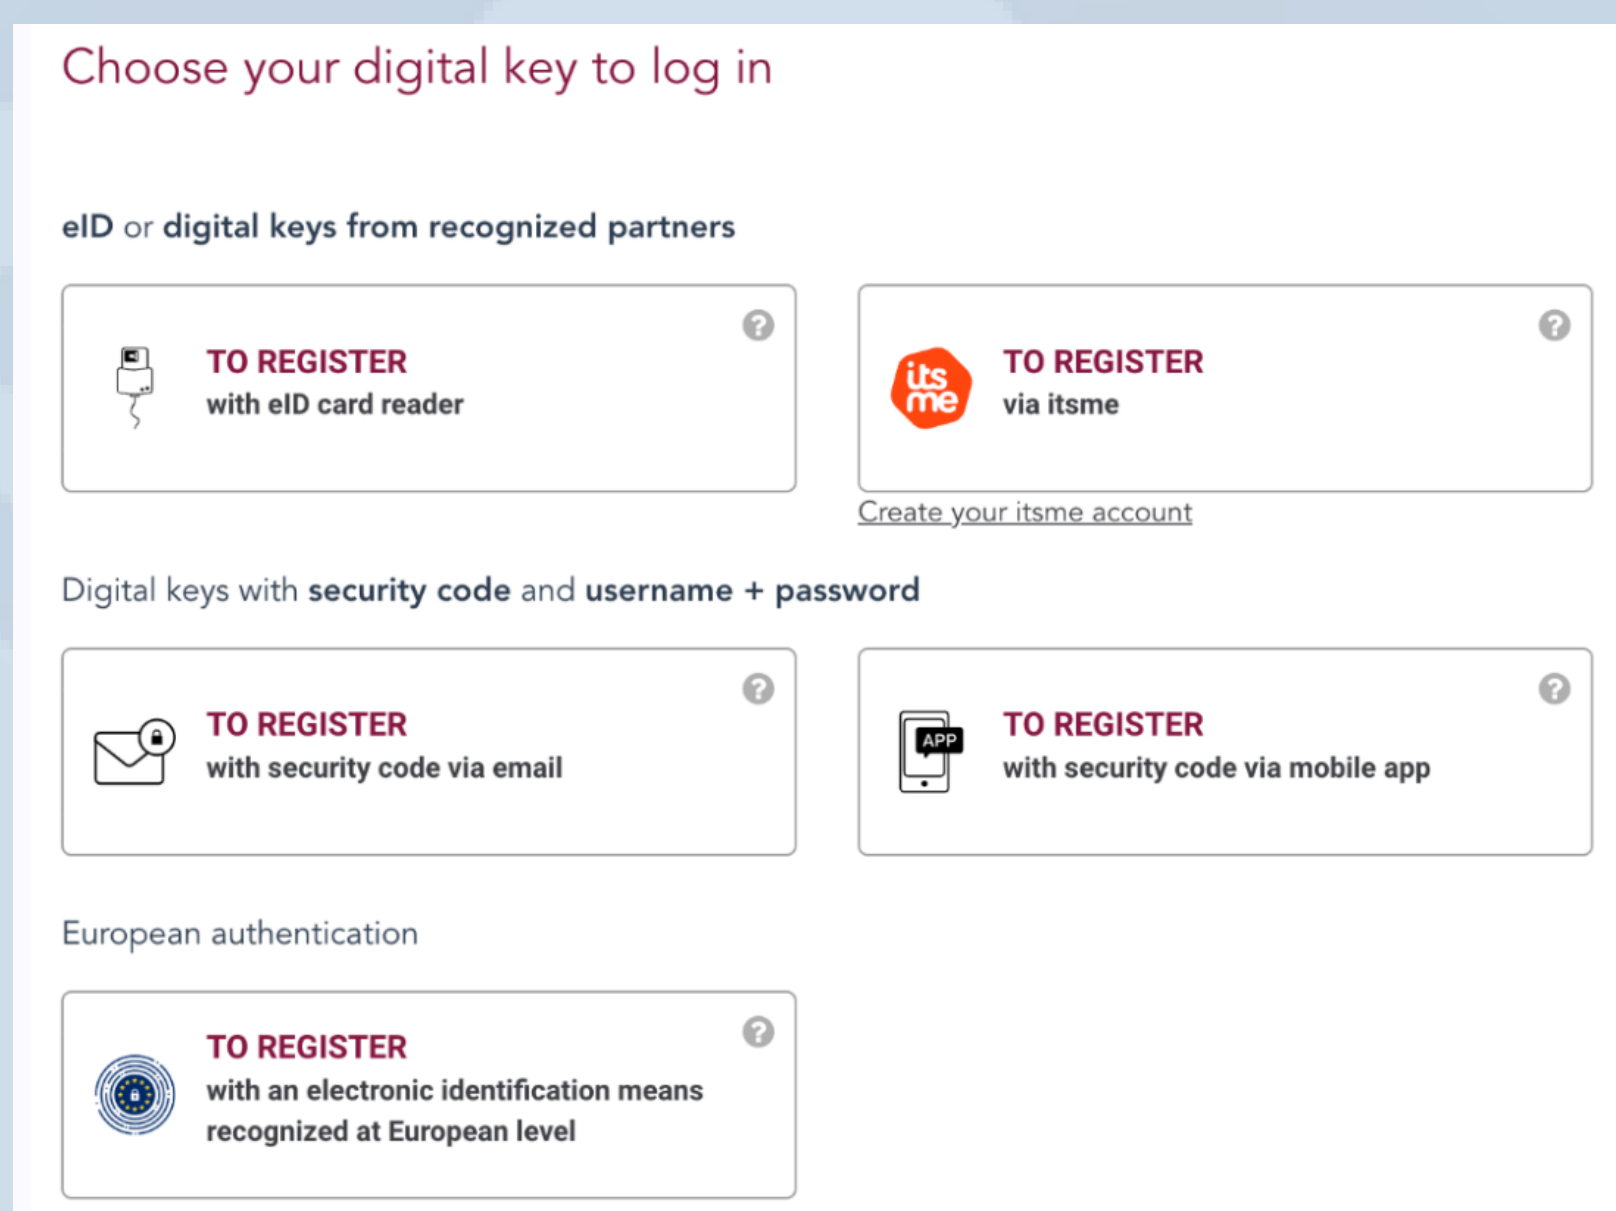 Choose your digital key to log in
eID or digital keys from recognized partners
?
TO REGISTER
with eID card reader
?
its
me
TO REGISTER
via itsme
Create your itsme account
Digital keys with security code and username + password
?
TO REGISTER
with security code via email
?
APP
TO REGISTER
with security code via mobile app
European authentication
?
TO REGISTER
with an electronic identification means
recognized at European level